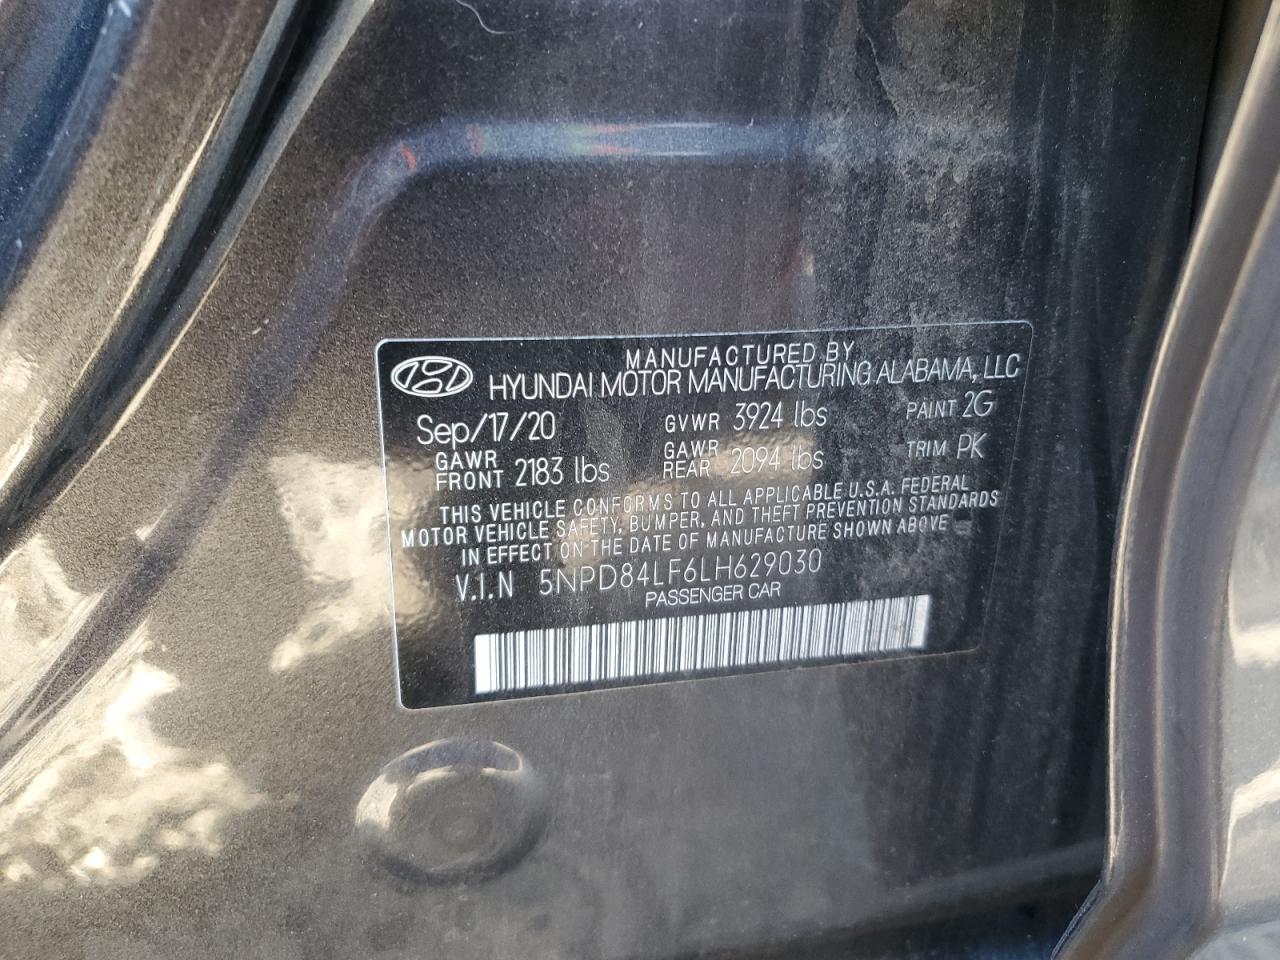 MANUFACTURED BY
HYUNDAI MOTOR MANUFACTURING ALABAMA, LLC
Sep/17/20 GVWR 3924 lbs PAINT 2G
GAWR FRONT 2183 lbs GAWR REAR 2094 lbs TRIM PK
THIS VEHICLE CONFORMS TO ALL APPLICABLE U.S.A. FEDERAL
MOTOR VEHICLE SAFETY, BUMPER, AND THEFT PREVENTION STANDARDS
IN EFFECT ON THE DATE OF MANUFACTURE SHOWN ABOVE
V.I.N 5NPD84LF6LH629030
PASSENGER CAR